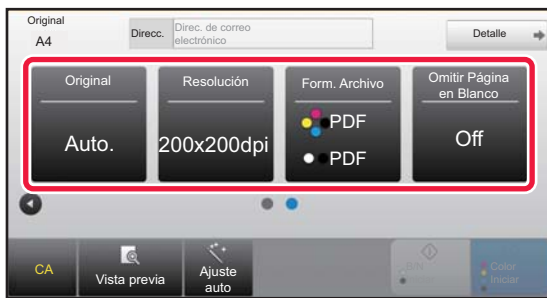 Original
A4
Direcc.
Direc. de correo
electrónico
Detalle
Original
Auto.
Resolución
200x200dpi
Form. Archivo
PDF
PDF
Omitir Página
en Blanco
Off
CA
Vista previa
Ajuste
auto
B/N
Color
Iniciar